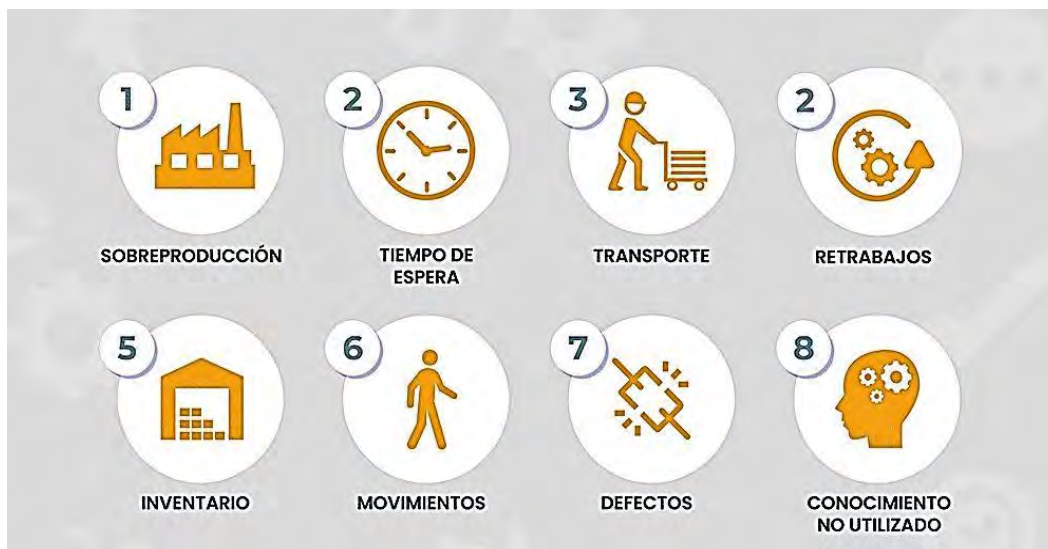 1
SOBREPRODUCCIÓN
2
TIEMPO DE
ESPERA
3
TRANSPORTE
2
RETRABAJOS
5
INVENTARIO
6
MOVIMIENTOS
7
DEFECTOS
8
CONOCIMIENTO
NO UTILIZADO